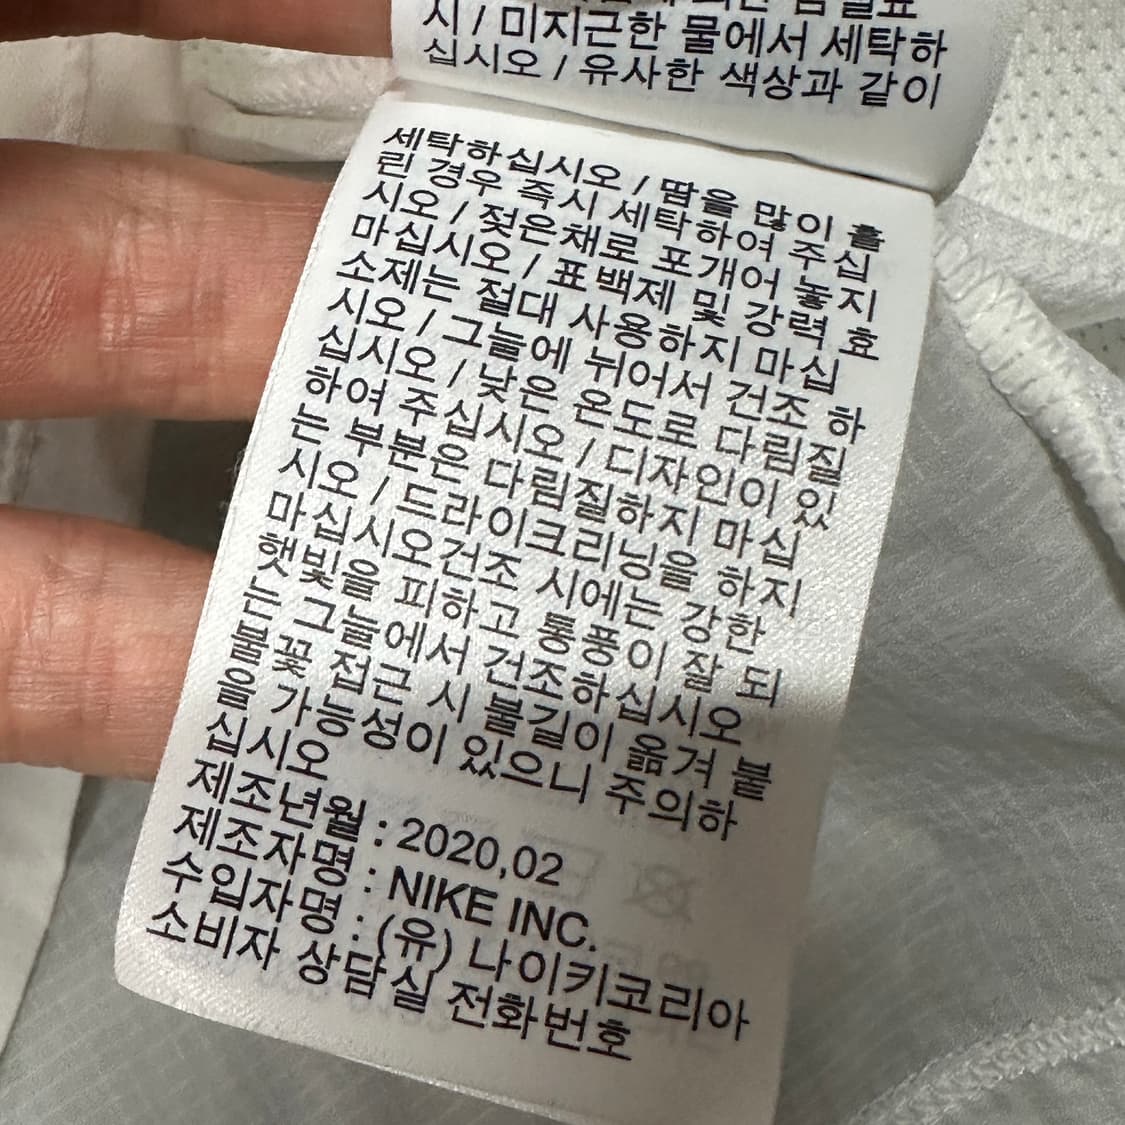 시 / 미지근한 물에서 세탁하
십시오 / 유사한 색상과 같이
세탁하십시오 / 땀을 많이 흘
린 경우 즉시 세탁하여 주십
시오 / 젖은채로 포개어 놓지
마십시오 / 표백제 및 강력 효
소제는 절대 사용하지 마십
시오 / 그늘에 뉘어서 건조 하
십시오 / 낮은 온도로 다림질
하여 주십시오 / 디자인이 있
는 부분은 다림질하지 마십
시오 / 드라이크리닝을 하지
마십시오건조 시에는 강한
햇빛을 피하고 통풍이 잘 되
는 그늘에서 건조하십시오
불꽃 접근 시 불길이 옮겨 붙
을 가능성이 있으니 주의하
십시오
제조년월 : 2020,02
제조자명 : NIKE INC.
수입자명 : (유) 나이키코리아
소비자 상담실 전화번호